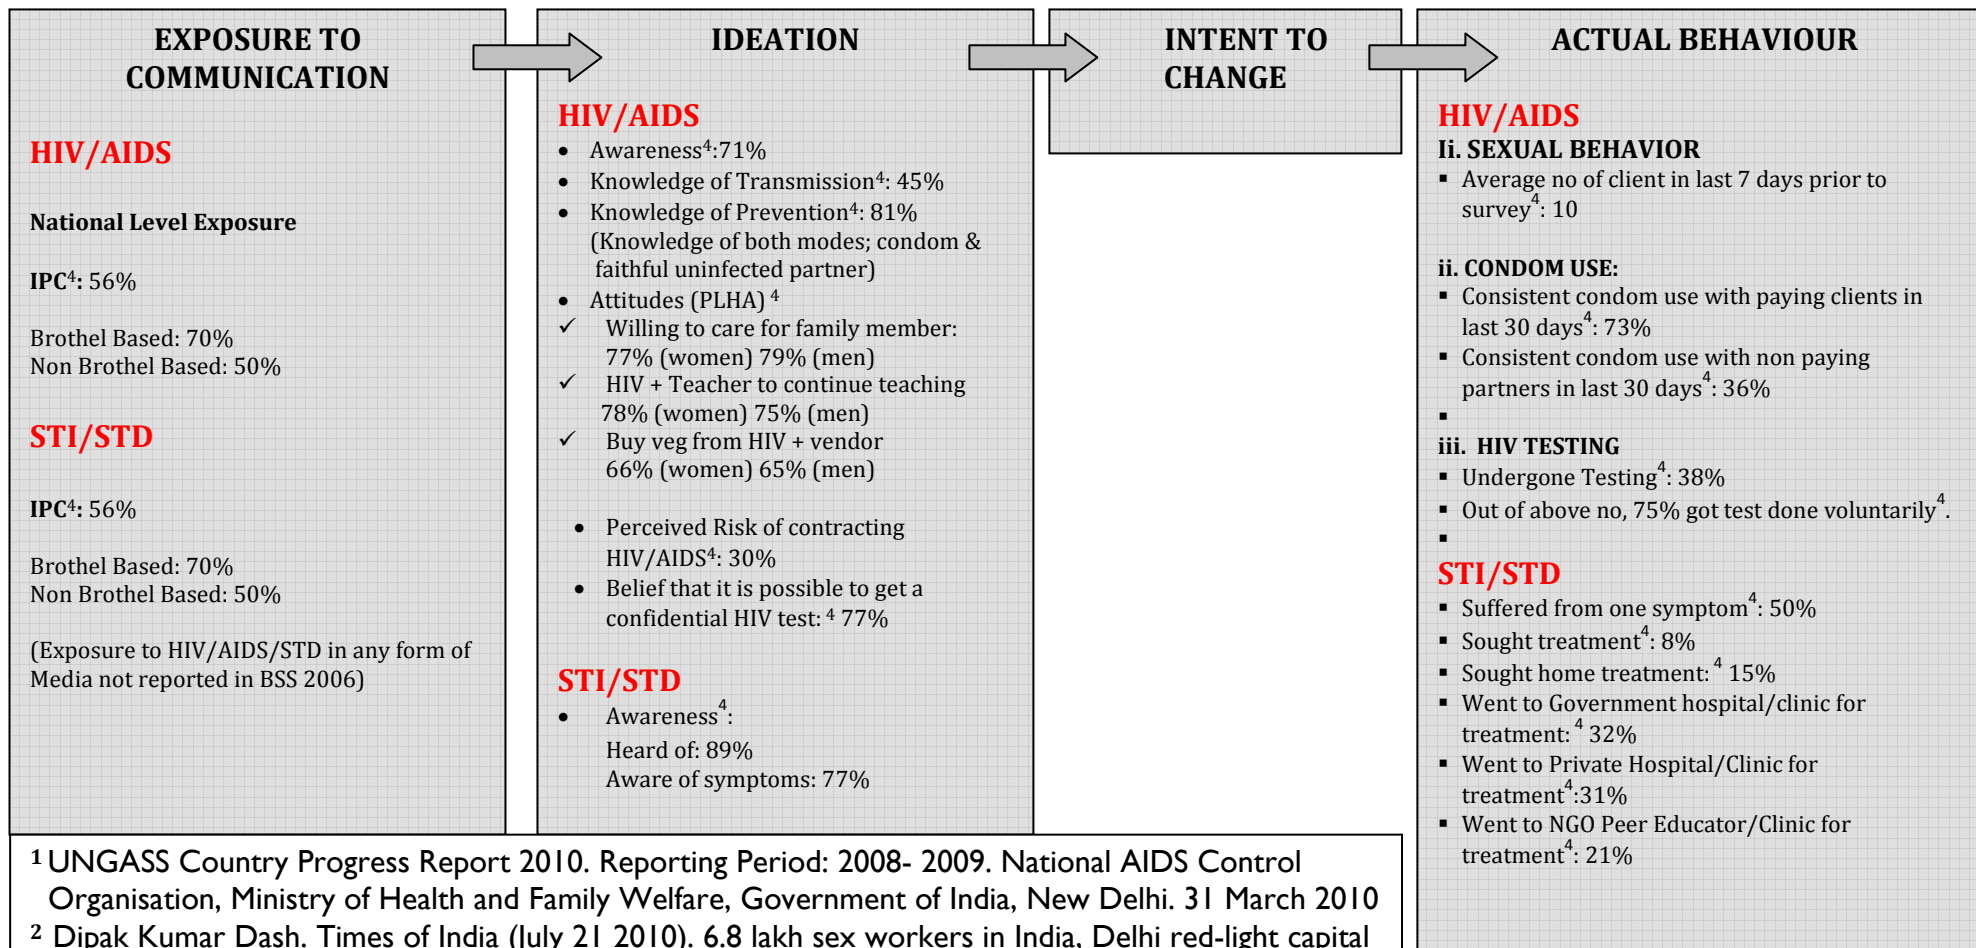 EXPOSURE TO
COMMUNICATION
HIV/AIDS
National Level Exposure
IPC⁴: 56%
Brothel Based: 70%
Non Brothel Based: 50%
STI/STD
IPC⁴: 56%
Brothel Based: 70%
Non Brothel Based: 50%
(Exposure to HIV/AIDS/STD in any form of
Media not reported in BSS 2006)
IDEATION
HIV/AIDS
• Awareness⁴:71%
• Knowledge of Transmission⁴: 45%
• Knowledge of Prevention⁴: 81%
(Knowledge of both modes; condom &
faithful uninfected partner)
• Attitudes (PLHA) ⁴
✓ Willing to care for family member:
77% (women) 79% (men)
✓ HIV + Teacher to continue teaching
78% (women) 75% (men)
✓ Buy veg from HIV + vendor
66% (women) 65% (men)
• Perceived Risk of contracting
HIV/AIDS⁴: 30%
• Belief that it is possible to get a
confidential HIV test: ⁴ 77%
STI/STD
• Awareness⁴:
Heard of: 89%
Aware of symptoms: 77%
INTENT TO
CHANGE
ACTUAL BEHAVIOUR
HIV/AIDS
Ii. SEXUAL BEHAVIOR
▪ Average no of client in last 7 days prior to
survey⁴: 10
ii. CONDOM USE:
▪ Consistent condom use with paying clients in
last 30 days⁴: 73%
▪ Consistent condom use with non paying
partners in last 30 days⁴: 36%
▪
iii. HIV TESTING
▪ Undergone Testing⁴: 38%
▪ Out of above no, 75% got test done voluntarily⁴.
▪
STI/STD
▪ Suffered from one symptom⁴: 50%
▪ Sought treatment⁴: 8%
▪ Sought home treatment: ⁴ 15%
▪ Went to Government hospital/clinic for
treatment: ⁴ 32%
▪ Went to Private Hospital/Clinic for
treatment⁴:31%
▪ Went to NGO Peer Educator/Clinic for
treatment⁴: 21%
¹ UNGASS Country Progress Report 2010. Reporting Period: 2008- 2009. National AIDS Control
Organisation, Ministry of Health and Family Welfare, Government of India, New Delhi. 31 March 2010
² Dipak Kumar Dash. Times of India (July 21 2010). 6.8 lakh sex workers in India, Delhi red-light capital